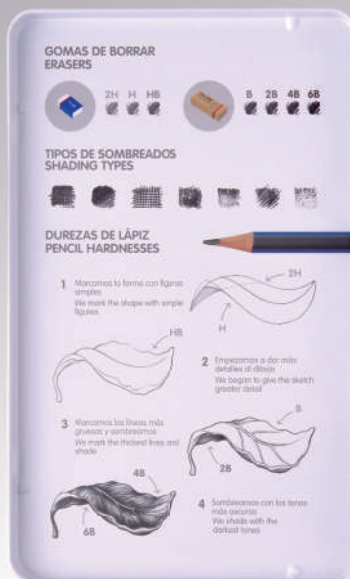 GOMAS DE BORRAR
ERASERS
2H H HB
B 2B 4B 6B
TIPOS DE SOMBREADOS
SHADING TYPES
DUREZAS DE LÁPIZ
PENCIL HARDNESSES
1 Marcamos la forma con figuras
simples
We mark the shape with simple
figures
2H
H
HB
2 Empezamos a dar más
detalles al dibujo
We began to give the sketch
greater detail
3 Marcamos las líneas más
gruesas y sombreamos
We mark the thickest lines and
shade
B
2B
4B
6B
4 Sombreamos con los tonos
más oscuros
We shade with the
darkest tones